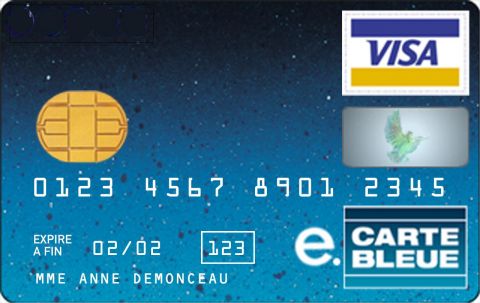 VISA
0123 4567 8901 2345
EXPIRE
A FIN
02/02
123
e.
CARTE
BLEUE
MME ANNE DEMONCEAU